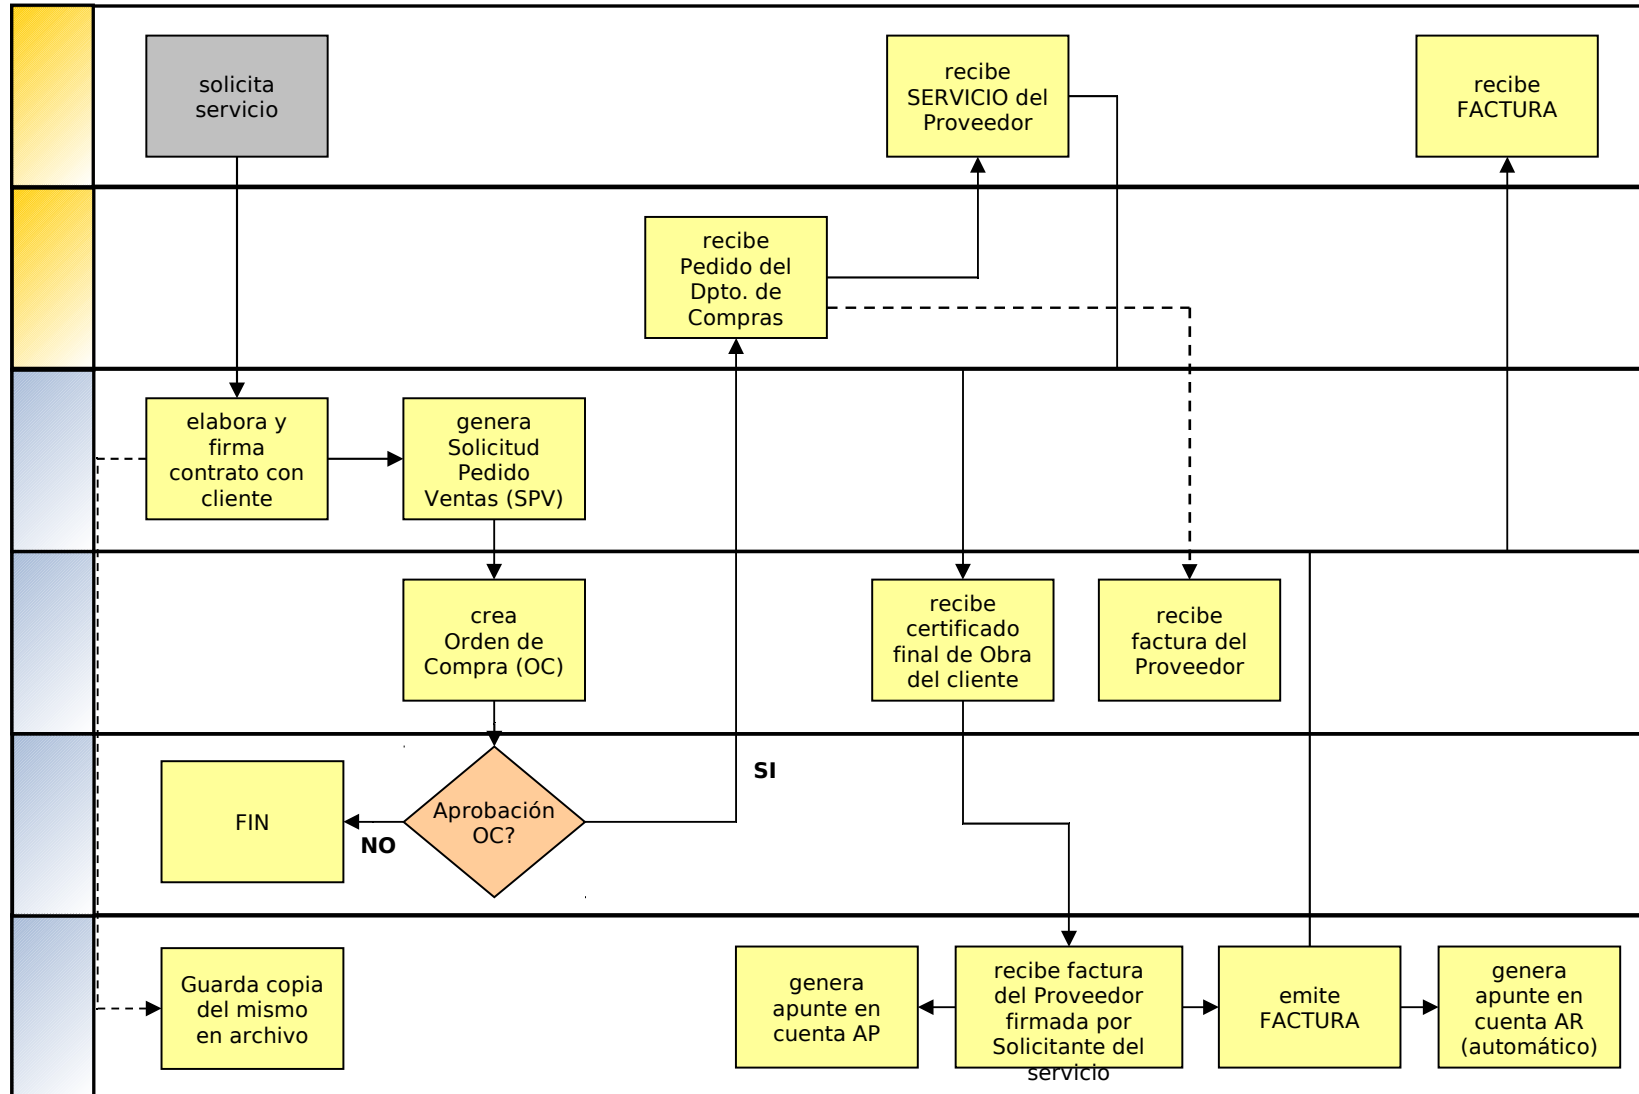 solicita
servicio
recibe
SERVICIO del
Proveedor
recibe
FACTURA
recibe
Pedido del
Dpto. de
Compras
elabora y
firma
contrato con
cliente
genera
Solicitud
Pedido
Ventas (SPV)
crea
Orden de
Compra (OC)
recibe
certificado
final de Obra
del cliente
recibe
factura del
Proveedor
FIN
NO
Aprobación
OC?
SI
Guarda copia
del mismo
en archivo
genera
apunte en
cuenta AP
recibe factura
del Proveedor
firmada por
Solicitante del
servicio
emite
FACTURA
genera
apunte en
cuenta AR
(automático)